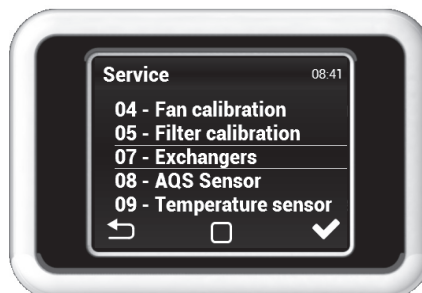 Service 08:41
04 - Fan calibration
05 - Filter calibration
07 - Exchangers
08 - AQS Sensor
09 - Temperature sensor